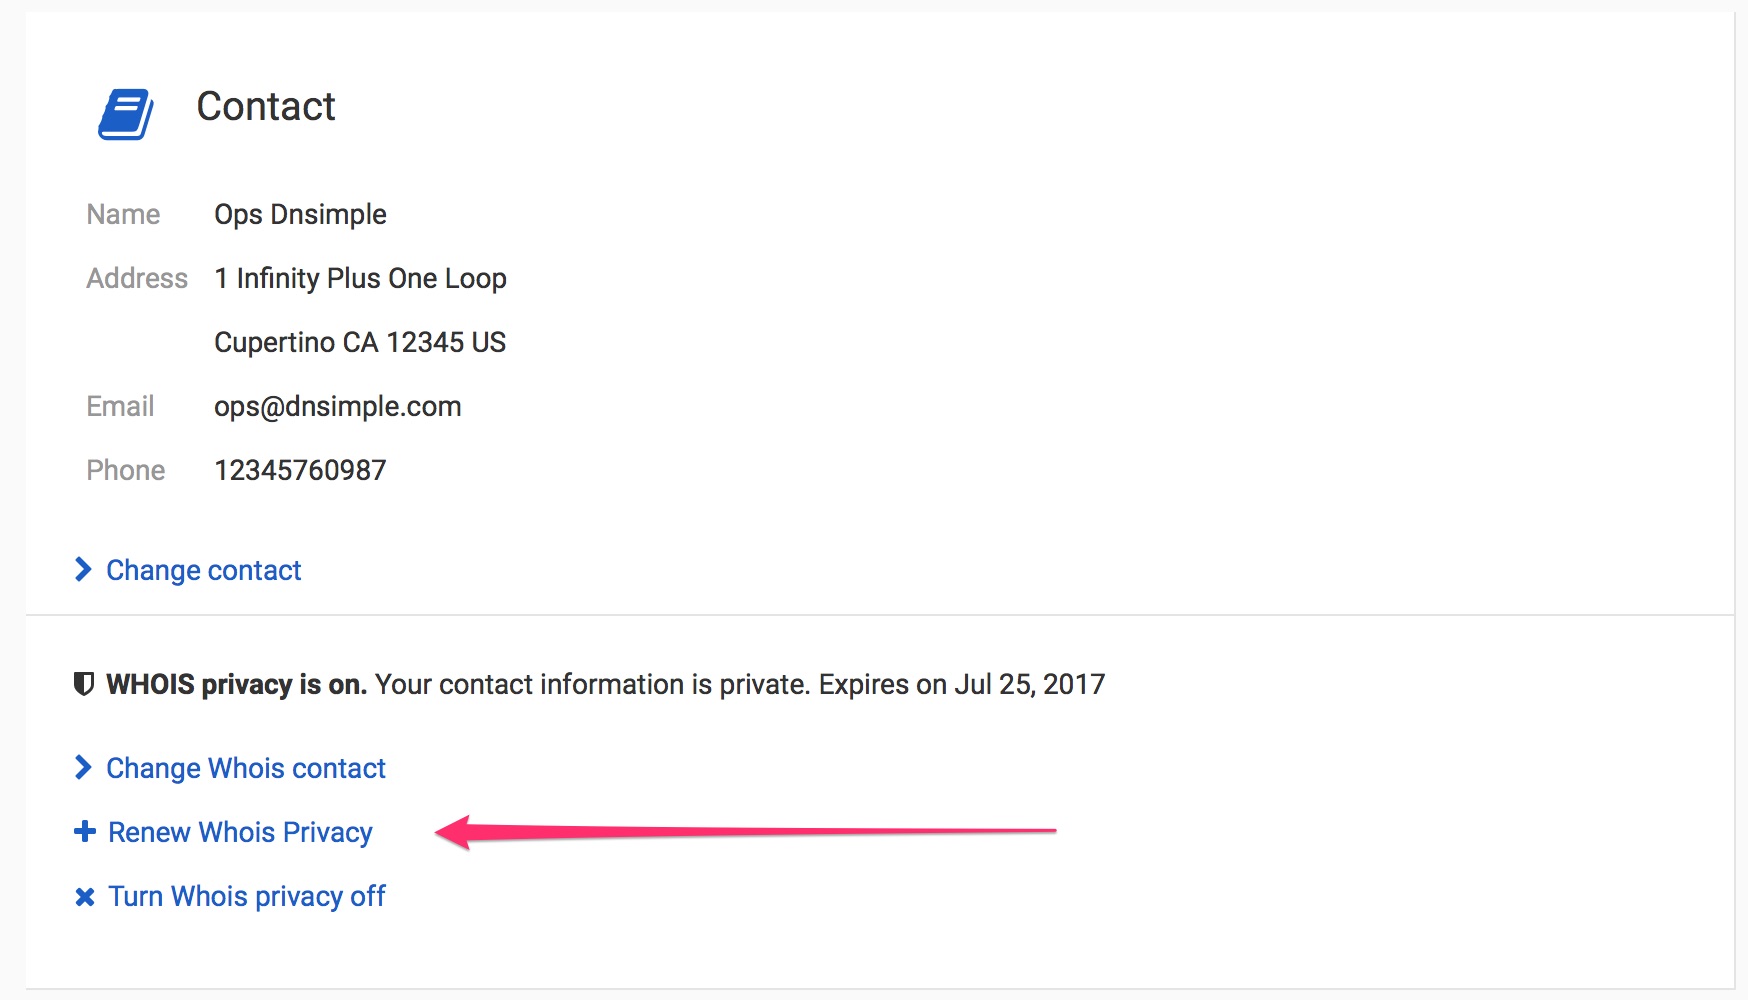 Contact
Name Ops Dnsimple
Address 1 Infinity Plus One Loop
Cupertino CA 12345 US
Email ops@dnsimple.com
Phone 12345760987
Change contact
WHOIS privacy is on. Your contact information is private. Expires on Jul 25, 2017
Change Whois contact
Renew Whois Privacy
Turn Whois privacy off